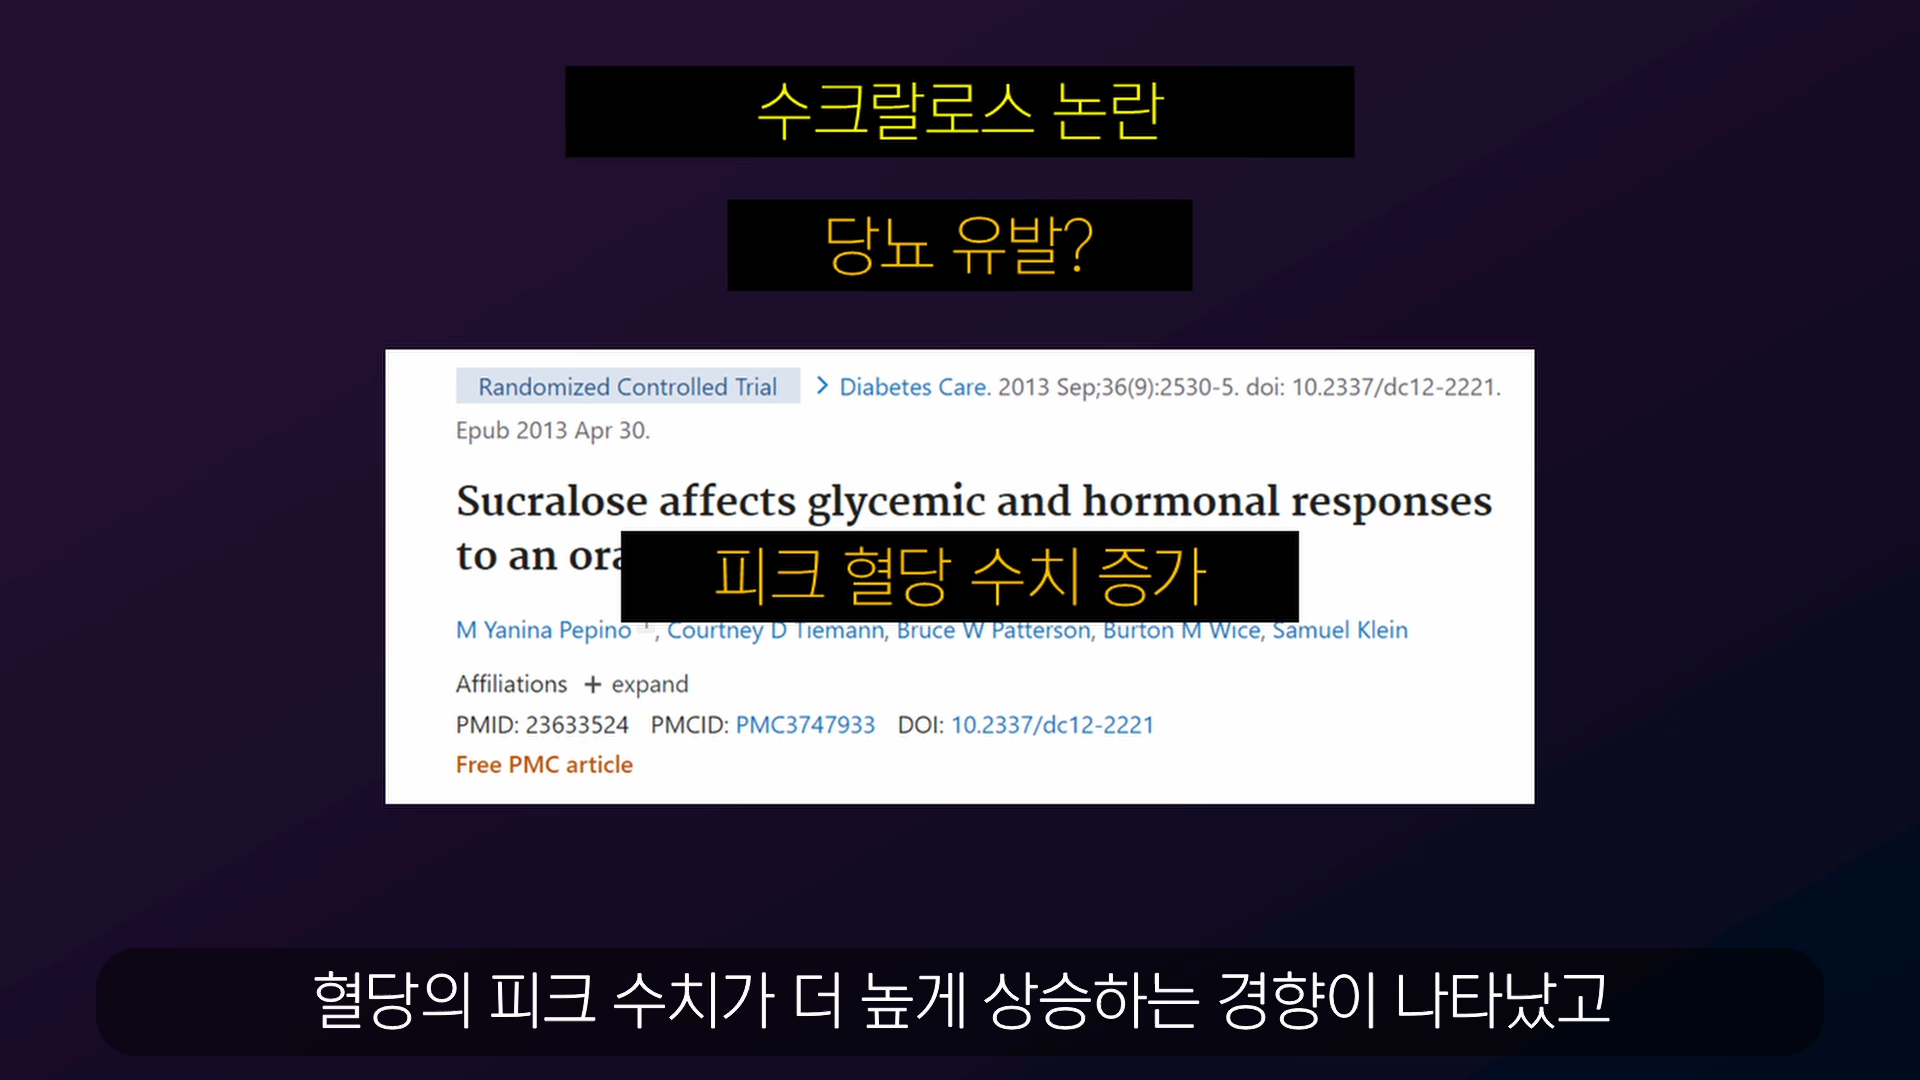 수크랄로스 논란
당뇨 유발?
Randomized Controlled Trial > Diabetes Care. 2013 Sep;36(9):2530-5. doi: 10.2337/dc12-2221.
Epub 2013 Apr 30.
Sucralose affects glycemic and hormonal responses
to an
피크 혈당 수치 증가
M Yanina Pepino, Courtney D Tiemann, Bruce W Patterson, Burton M Wice, Samuel Klein
Affiliations + expand
PMID: 23633524 PMCID: PMC3747933 DOI: 10.2337/dc12-2221
Free PMC article
혈당의 피크 수치가 더 높게 상승하는 경향이 나타났고